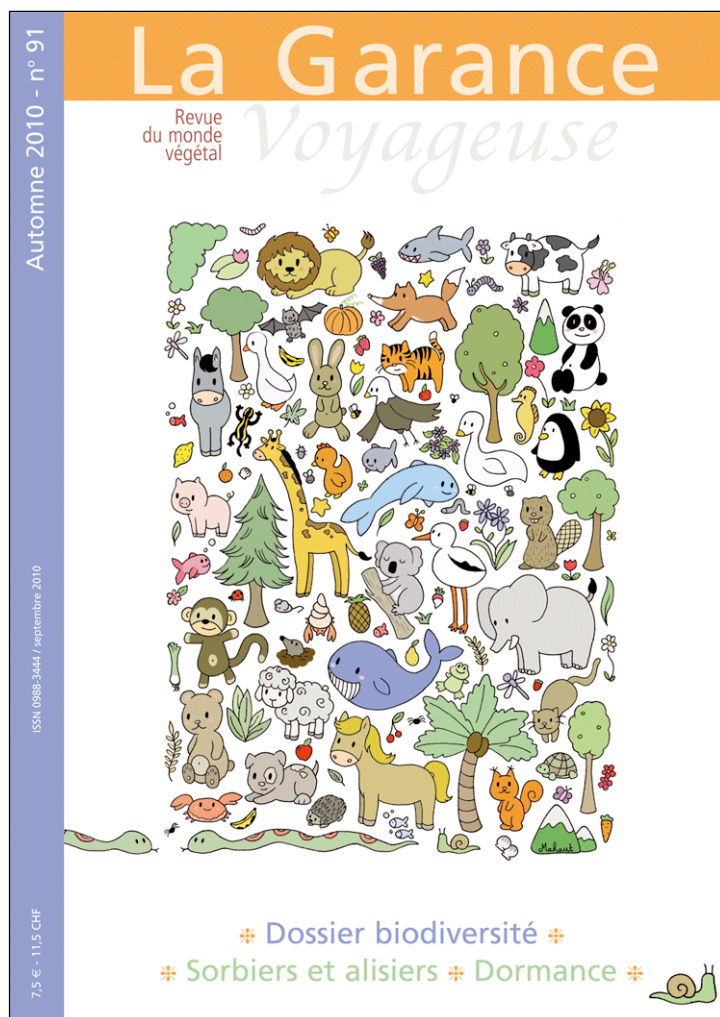 La Garance
Voyageuse
Revue
du monde
végétal
Automne 2010 - n° 91
ISSN 0988-3444 / septembre 2010
7,5 € - 11,5 CHF
Mahaut
❉ Dossier biodiversité ❉
❉ Sorbiers et alisiers ❉ Dormance ❉